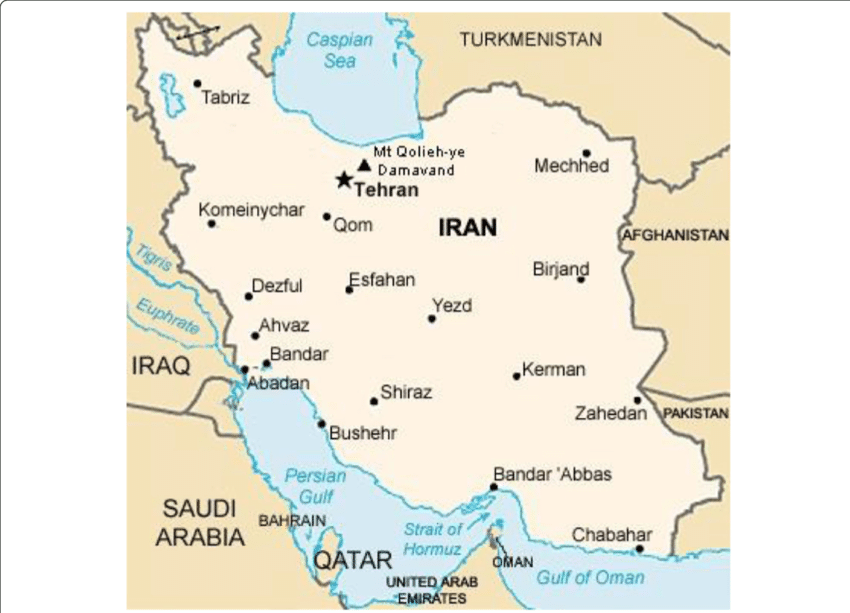 Caspian
Sea
TURKMENISTAN
Tabriz
Mt Qolieh-ye
Damavand
Mechhed
Tehran
Komeinychar
Qom
IRAN
AFGHANISTAN
Tigris
Birjand
Dezful
Esfahan
Euphrate
Yezd
Ahvaz
Bandar
IRAQ
Abadan
Kerman
Shiraz
Zahedan
PAKISTAN
Bushehr
Persian
Gulf
Bandar 'Abbas
SAUDI
ARABIA
BAHRAIN
Strait of
Hormuz
Chabahar
QATAR
OMAN
UNITED ARAB
EMIRATES
Gulf of Oman